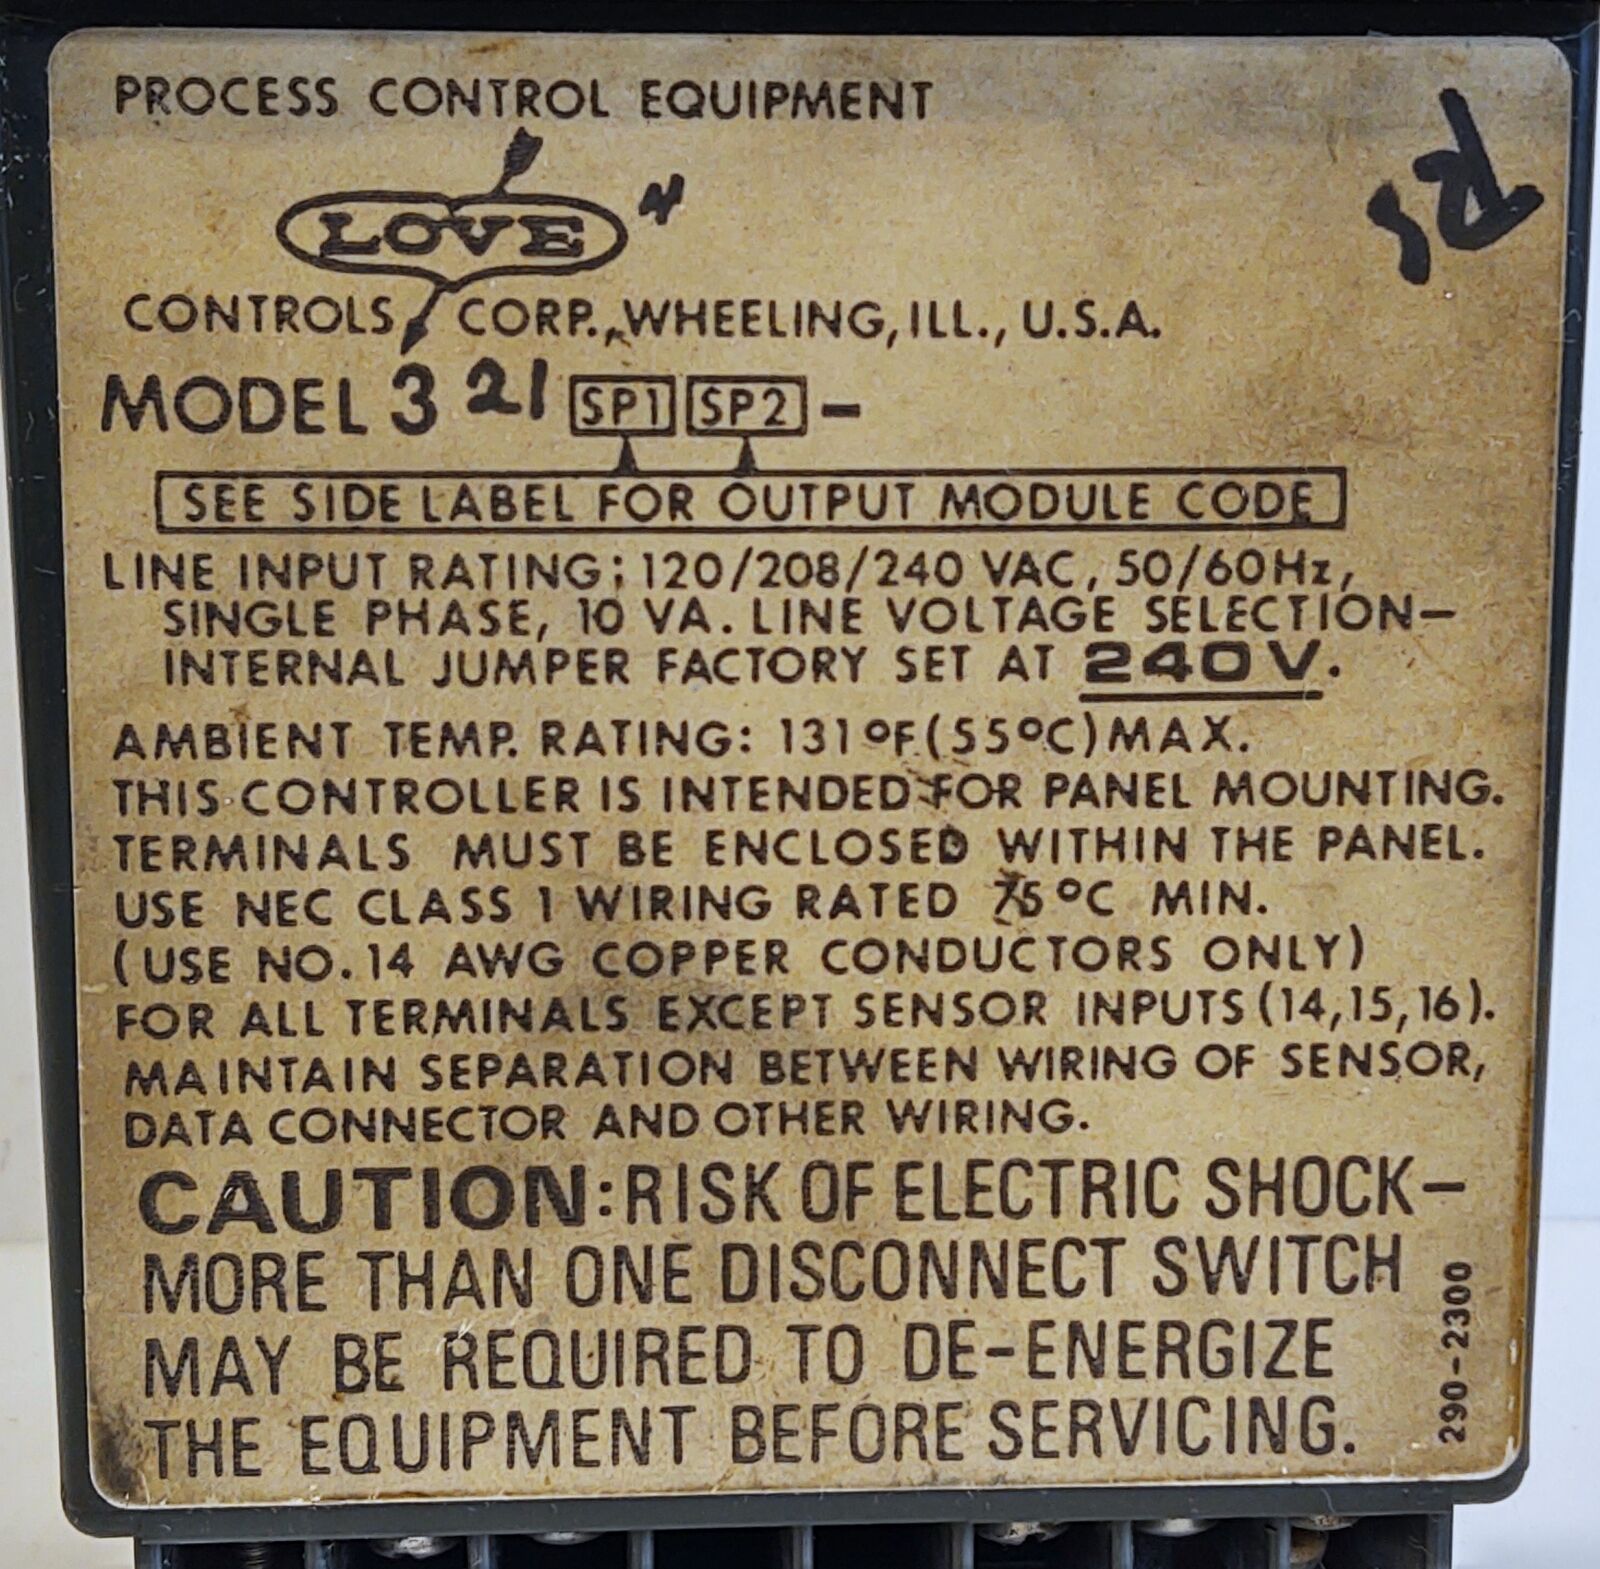 PROCESS CONTROL EQUIPMENT
LOVE
CONTROLS CORP., WHEELING, ILL., U.S.A.
MODEL 321 SP1 SP2 –
SEE SIDE LABEL FOR OUTPUT MODULE CODE
LINE INPUT RATING; 120/208/240 VAC, 50/60Hz,
SINGLE PHASE, 10 VA. LINE VOLTAGE SELECTION–
INTERNAL JUMPER FACTORY SET AT 240V.
AMBIENT TEMP. RATING: 131°F(55°C)MAX.
THIS CONTROLLER IS INTENDED FOR PANEL MOUNTING.
TERMINALS MUST BE ENCLOSED WITHIN THE PANEL.
USE NEC CLASS 1 WIRING RATED 75°C MIN.
(USE NO. 14 AWG COPPER CONDUCTORS ONLY)
FOR ALL TERMINALS EXCEPT SENSOR INPUTS (14,15,16).
MAINTAIN SEPARATION BETWEEN WIRING OF SENSOR,
DATA CONNECTOR AND OTHER WIRING.
CAUTION: RISK OF ELECTRIC SHOCK–
MORE THAN ONE DISCONNECT SWITCH
MAY BE REQUIRED TO DE-ENERGIZE
THE EQUIPMENT BEFORE SERVICING.
290-2300